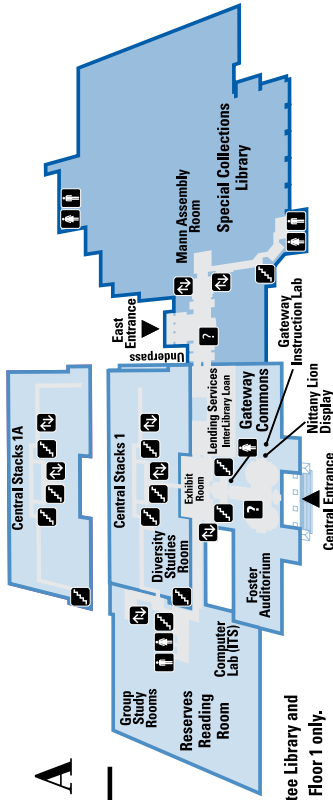 A
Central Stacks 1A
Central Stacks 1
Underpass
East
Entrance
Mann Assembly
Room
Special Collections
Library
?
Lending Services
InterLibrary Loan
Gateway
Commons
Gateway
Instruction Lab
Nittany Lion
Display
Exhibit
Room
?
Central Entrance
Diversity
Studies
Room
Foster
Auditorium
Computer
Lab (ITS)
Group
Study
Rooms
Reserves
Reading
Room
tee Library and
Floor 1 only.